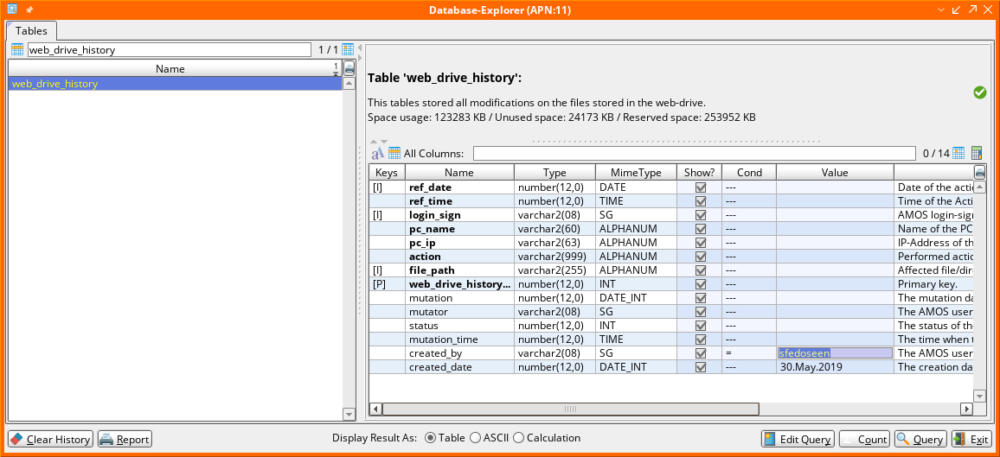 Database-Explorer (APN:11)
Tables
web_drive_history 1 / 1
Name 1
web_drive_history
Table 'web_drive_history':
This tables stored all modifications on the files stored in the web-drive.
Space usage: 123283 KB / Unused space: 24173 KB / Reserved space: 253952 KB
All Columns: 0 / 14
Keys Name Type MimeType Show? Cond Value
[I] ref_date number(12,0) DATE --- Date of the actio
ref_time number(12,0) TIME --- Time of the Acti
[I] login_sign varchar2(08) SG --- AMOS login-sign
pc_name varchar2(60) ALPHANUM --- Name of the PC
pc_ip varchar2(63) ALPHANUM --- IP-Address of th
action varchar2(999) ALPHANUM --- Performed actio
[I] file_path varchar2(255) ALPHANUM --- Affected file/dire
[P] web_drive_history... number(12,0) INT --- Primary key.
mutation number(12,0) DATE_INT --- The mutation da
mutator varchar2(08) SG --- The AMOS user
status number(12,0) INT --- The status of the
mutation_time number(12,0) TIME --- The time when t
created_by varchar2(08) SG = sfedoseen The AMOS user
created_date number(12,0) DATE_INT --- 30.May.2019 The creation da
Clear History Report Display Result As: Table ASCII Calculation Edit Query Count Query Exit